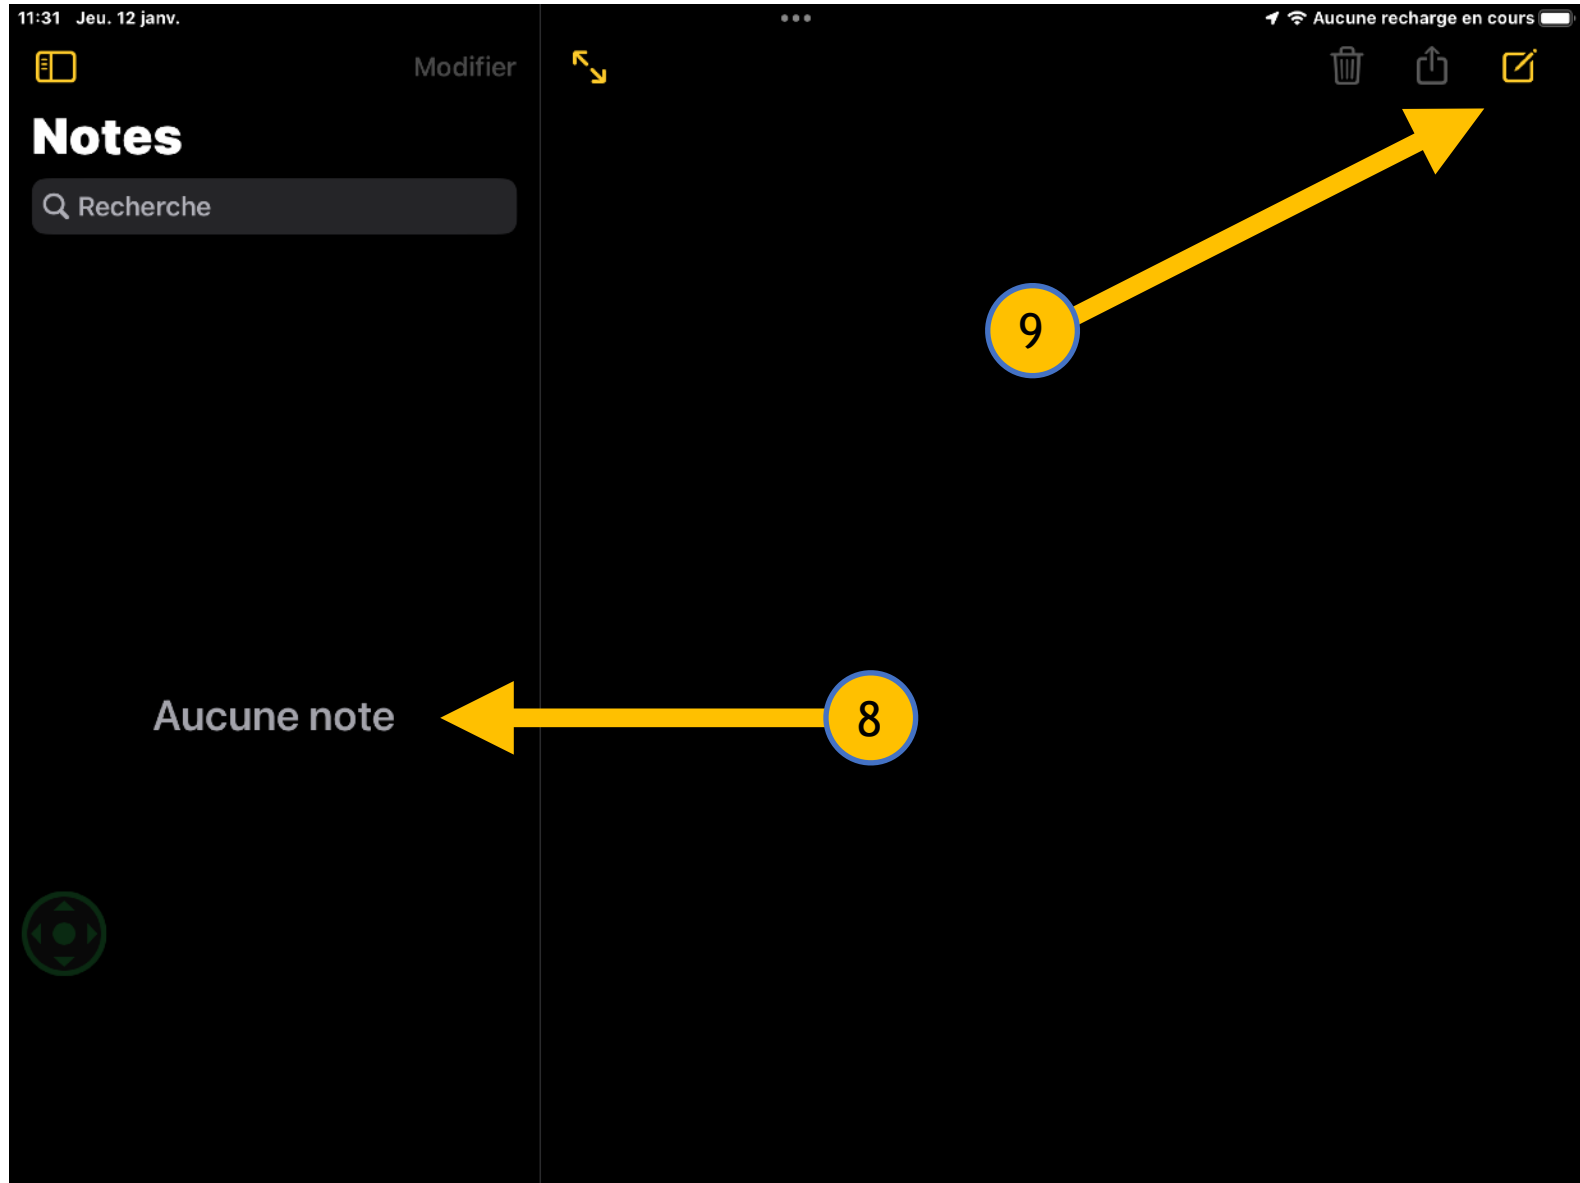 11:31 Jeu. 12 janv.
Aucune recharge en cours
Modifier
Notes
Recherche
9
Aucune note
8